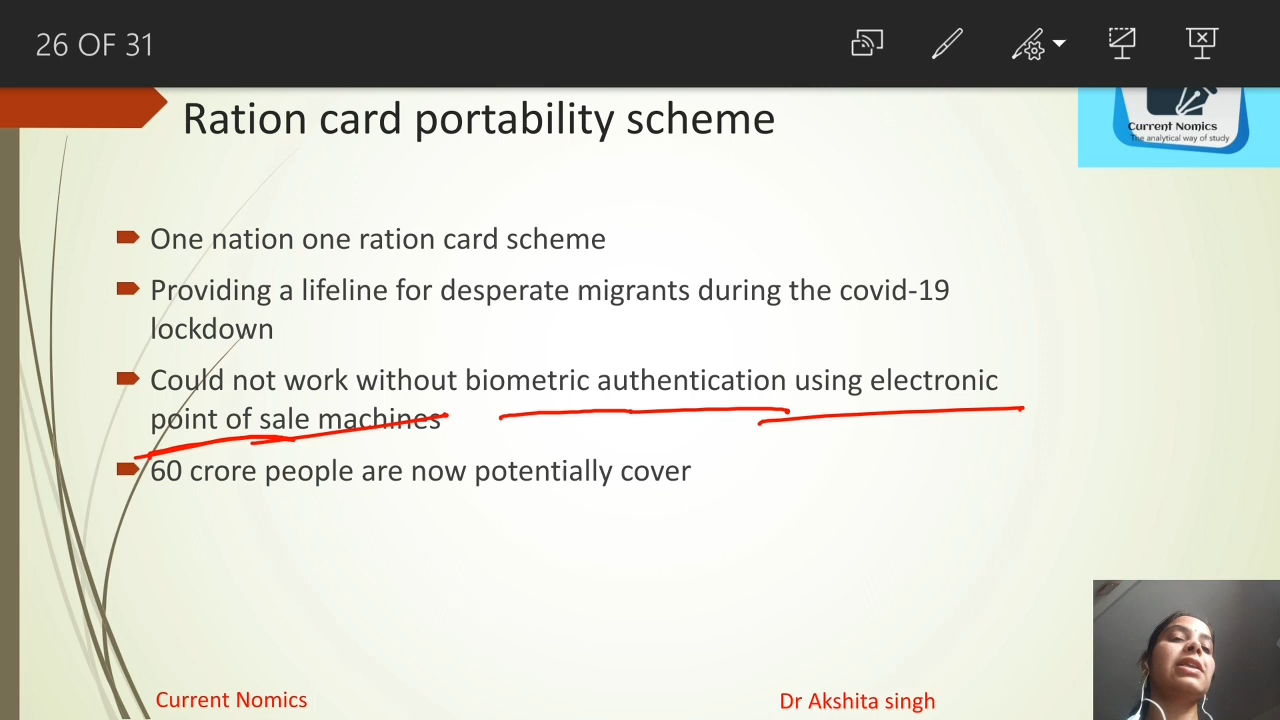 26 OF 31
Ration card portability scheme
Current Nomics
The analytical way of study
One nation one ration card scheme
Providing a lifeline for desperate migrants during the covid-19
lockdown
Could not work without biometric authentication using electronic
point of sale machines
60 crore people are now potentially cover
Current Nomics
Dr Akshita singh